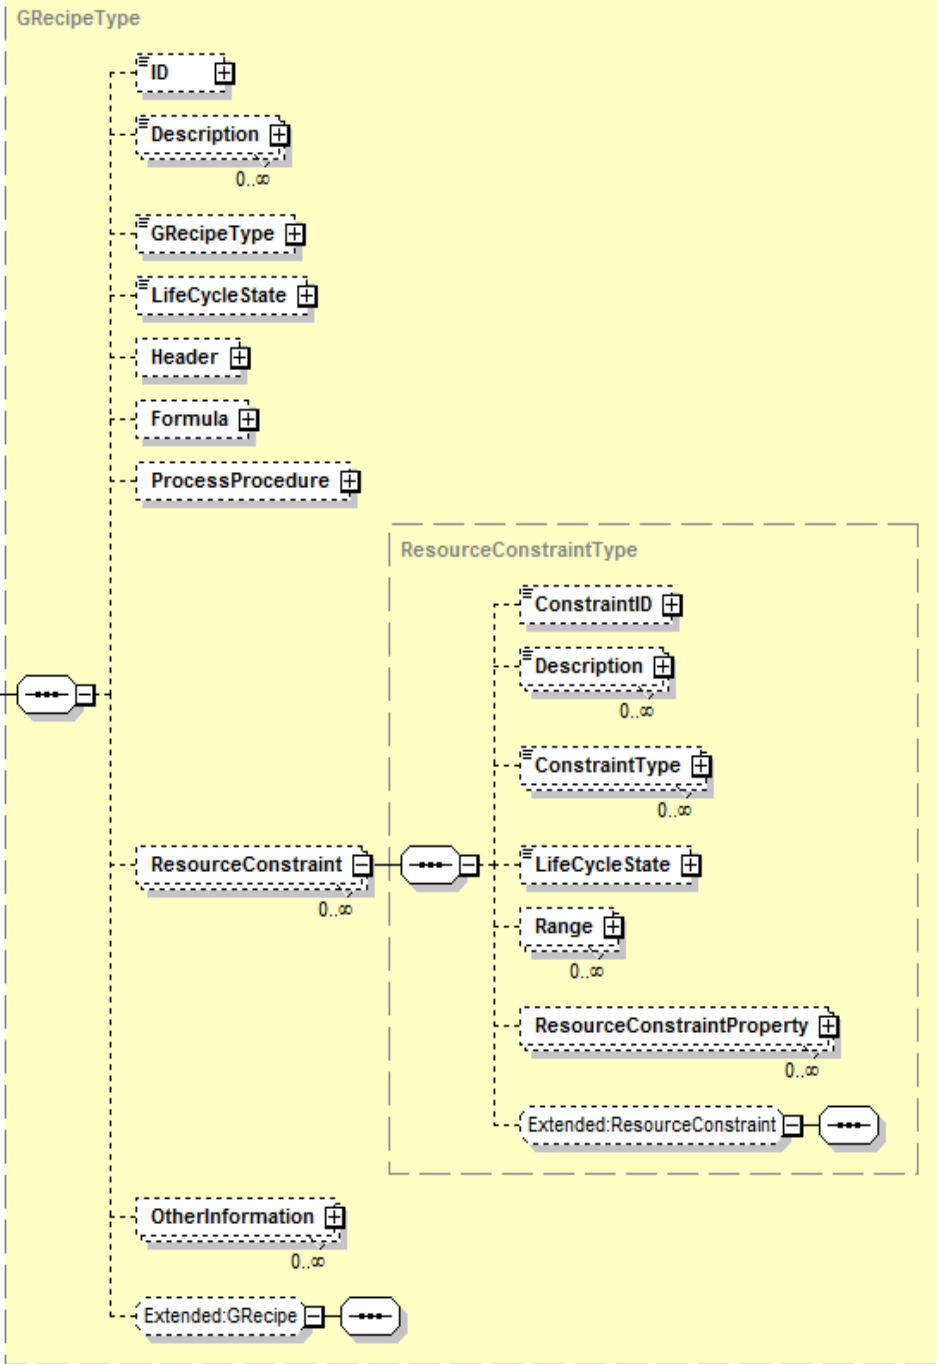 GRecipeType
ID
Description
0..∞
GRecipeType
LifeCycleState
Header
Formula
ProcessProcedure
ResourceConstraintType
ConstraintID
Description
0..∞
ConstraintType
0..∞
ResourceConstraint
0..∞
LifeCycleState
Range
0..∞
ResourceConstraintProperty
0..∞
Extended:ResourceConstraint
OtherInformation
0..∞
Extended:GRecipe